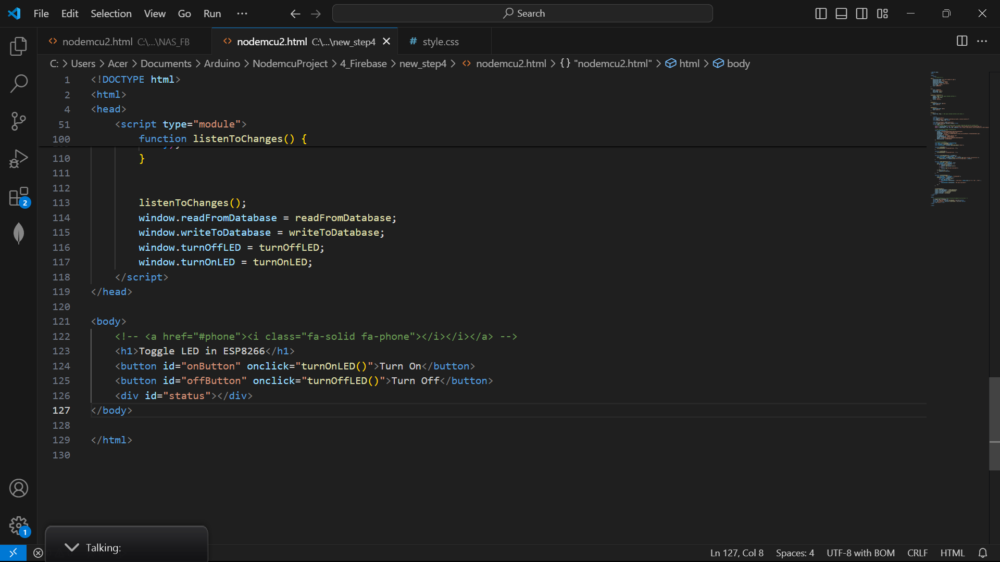 File Edit Selection View Go Run ···
Search
nodemcu2.html C:\...\NAS_FB
nodemcu2.html C:\...\new_step4
style.css
C: > Users > Acer > Documents > Arduino > NodemcuProject > 4_Firebase > new_step4 > nodemcu2.html > {} "nodemcu2.html" > html > body
1 <!DOCTYPE html>
2 <html>
4 <head>
51 <script type="module">
100 function listenToChanges() {
110 }
111
112
113 listenToChanges();
114 window.readFromDatabase = readFromDatabase;
115 window.writeToDatabase = writeToDatabase;
116 window.turnOffLED = turnOffLED;
117 window.turnOnLED = turnOnLED;
118 </script>
119 </head>
120
121 <body>
122 <!-- <a href="#phone"><i class="fa-solid fa-phone"></i></i></a> -->
123 <h1>Toggle LED in ESP8266</h1>
124 <button id="onButton" onclick="turnOnLED()">Turn On</button>
125 <button id="offButton" onclick="turnOffLED()">Turn Off</button>
126 <div id="status"></div>
127 </body>
128
129 </html>
130
2
1
Talking:
Ln 127, Col 8 Spaces: 4 UTF-8 with BOM CRLF HTML